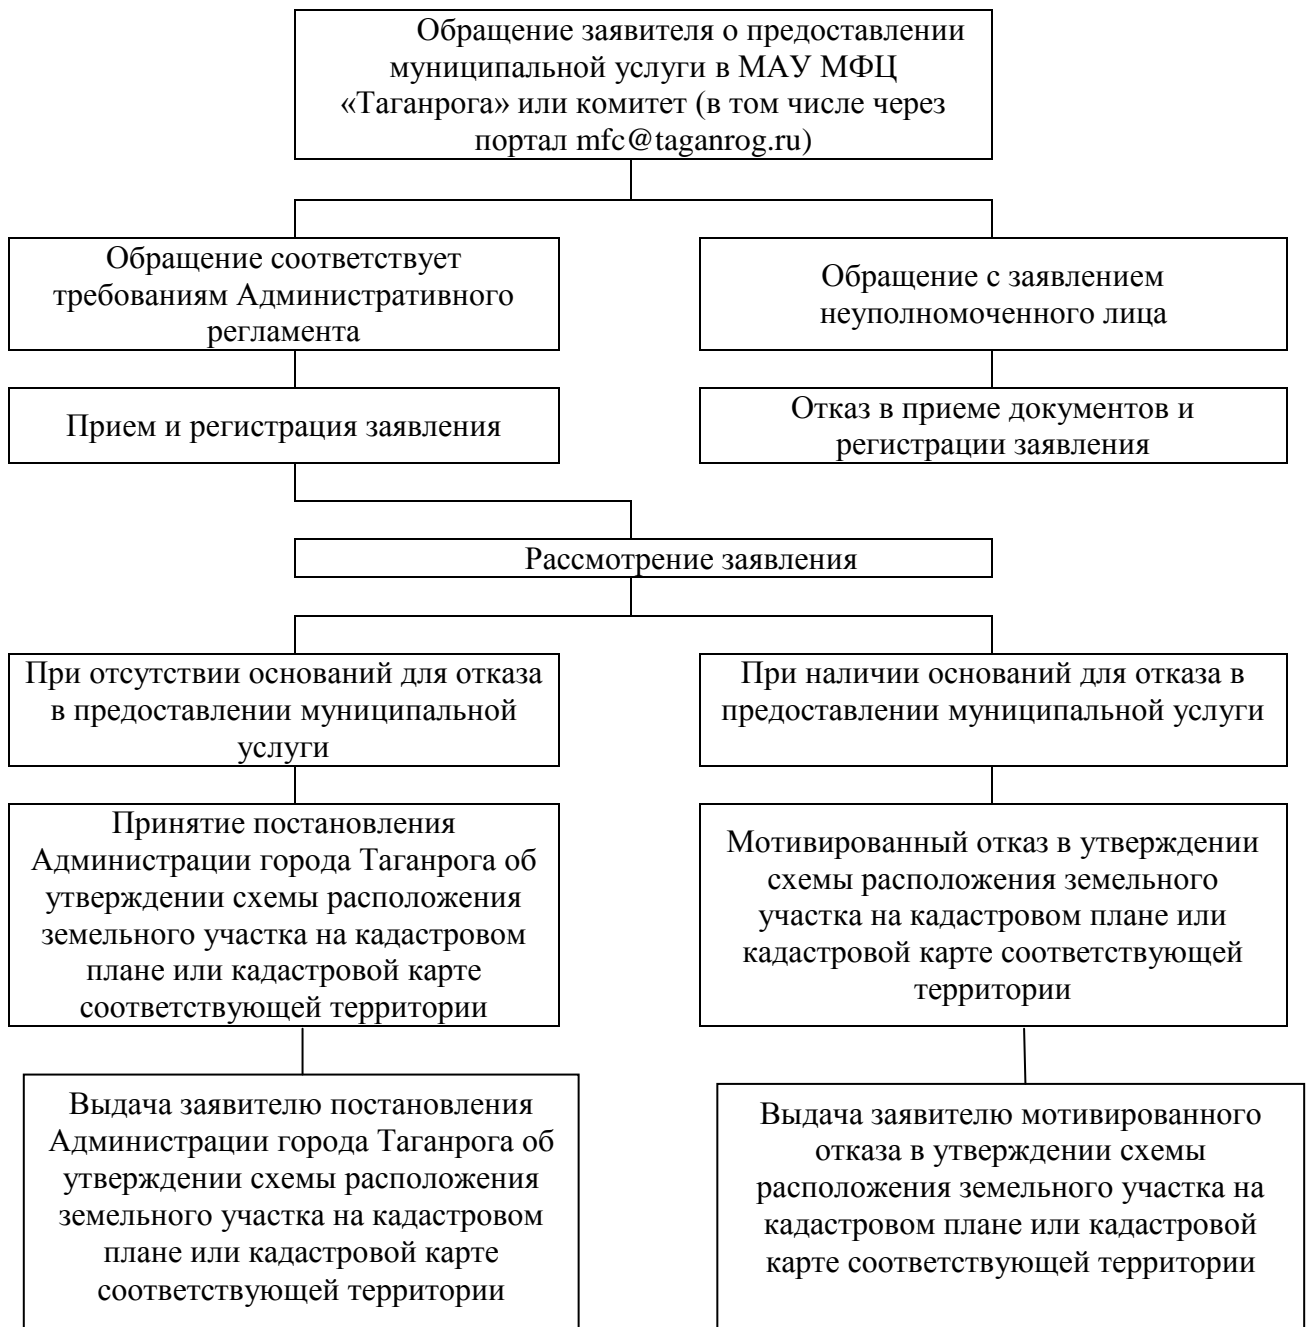 Обращение заявителя о предоставлении
муниципальной услуги в МАУ МФЦ
«Таганрога» или комитет (в том числе через
портал mfc@taganrog.ru)
Обращение соответствует
требованиям Административного
регламента
Обращение с заявлением
неуполномоченного лица
Прием и регистрация заявления
Отказ в приеме документов и
регистрации заявления
Рассмотрение заявления
При отсутствии оснований для отказа
в предоставлении муниципальной
услуги
При наличии оснований для отказа в
предоставлении муниципальной услуги
Принятие постановления
Администрации города Таганрога об
утверждении схемы расположения
земельного участка на кадастровом
плане или кадастровой карте
соответствующей территории
Мотивированный отказ в утверждении
схемы расположения земельного
участка на кадастровом плане или
кадастровой карте соответствующей
территории
Выдача заявителю постановления
Администрации города Таганрога об
утверждении схемы расположения
земельного участка на кадастровом
плане или кадастровой карте
соответствующей территории
Выдача заявителю мотивированного
отказа в утверждении схемы
расположения земельного участка на
кадастровом плане или кадастровой
карте соответствующей территории